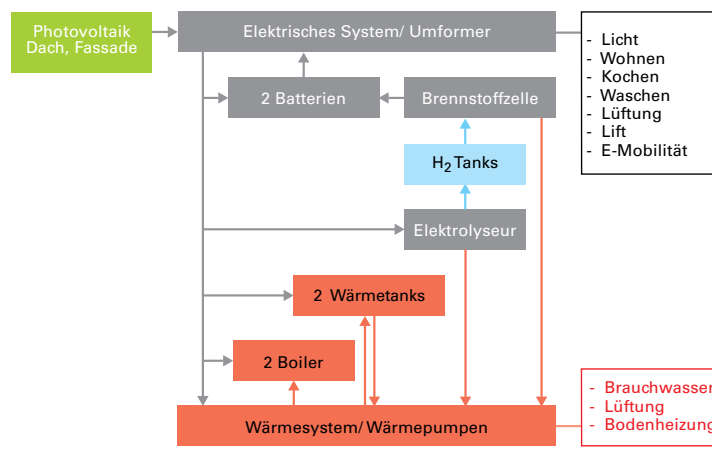 Photovoltaik
Dach, Fassade
Elektrisches System/ Umformer
- Licht
- Wohnen
- Kochen
- Waschen
- Lüftung
- Lift
- E-Mobilität
2 Batterien
Brennstoffzelle
H₂ Tanks
Elektrolyseur
2 Wärmetanks
2 Boiler
Wärmesystem/ Wärmepumpen
- Brauchwasser
- Lüftung
- Bodenheizung